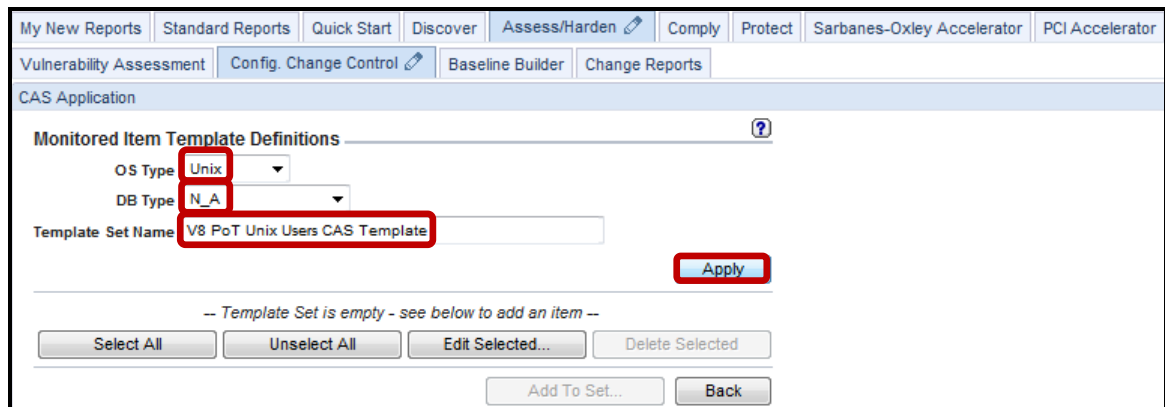 My New Reports Standard Reports Quick Start Discover Assess/Harden Comply Protect Sarbanes-Oxley Accelerator PCI Accelerator
Vulnerability Assessment Config. Change Control Baseline Builder Change Reports
CAS Application
Monitored Item Template Definitions ?
OS Type Unix
DB Type N_A
Template Set Name V8 PoT Unix Users CAS Template
Apply
-- Template Set is empty - see below to add an item --
Select All Unselect All Edit Selected... Delete Selected
Add To Set... Back